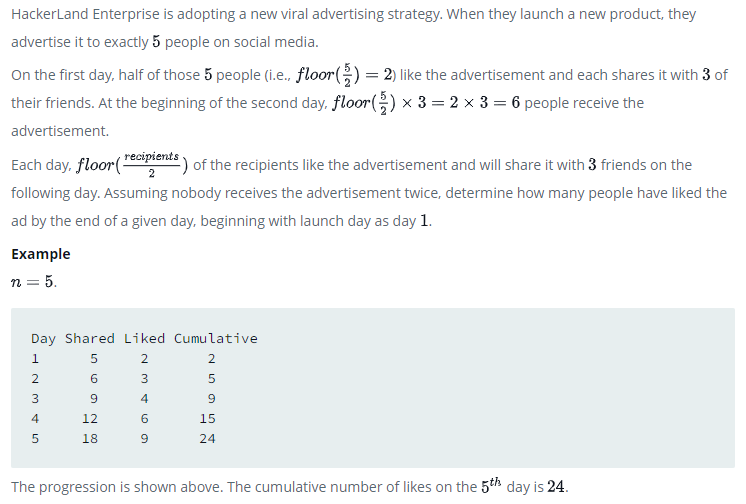 HackerLand Enterprise is adopting a new viral advertising strategy. When they launch a new product, they
advertise it to exactly 5 people on social media.
On the first day, half of those 5 people (i.e., floor(5/2) = 2) like the advertisement and each shares it with 3 of
their friends. At the beginning of the second day, floor(5/2) × 3 = 2 × 3 = 6 people receive the
advertisement.
Each day, floor(recipients/2) of the recipients like the advertisement and will share it with 3 friends on the
following day. Assuming nobody receives the advertisement twice, determine how many people have liked the
ad by the end of a given day, beginning with launch day as day 1.
Example
n = 5.
Day Shared Liked Cumulative
1 5 2 2
2 6 3 5
3 9 4 9
4 12 6 15
5 18 9 24
The progression is shown above. The cumulative number of likes on the 5th day is 24.